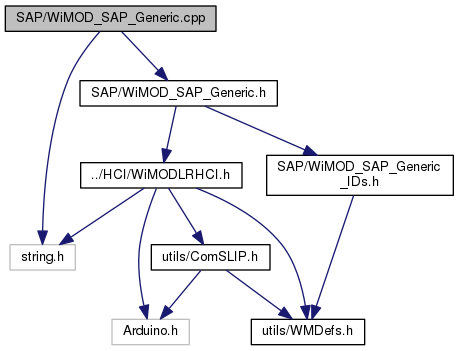 SAP/WiMOD_SAP_Generic.cpp
SAP/WiMOD_SAP_Generic.h
../HCI/WiMODLRHCI.h
SAP/WiMOD_SAP_Generic
_IDs.h
string.h
utils/ComSLIP.h
Arduino.h
utils/WMDefs.h